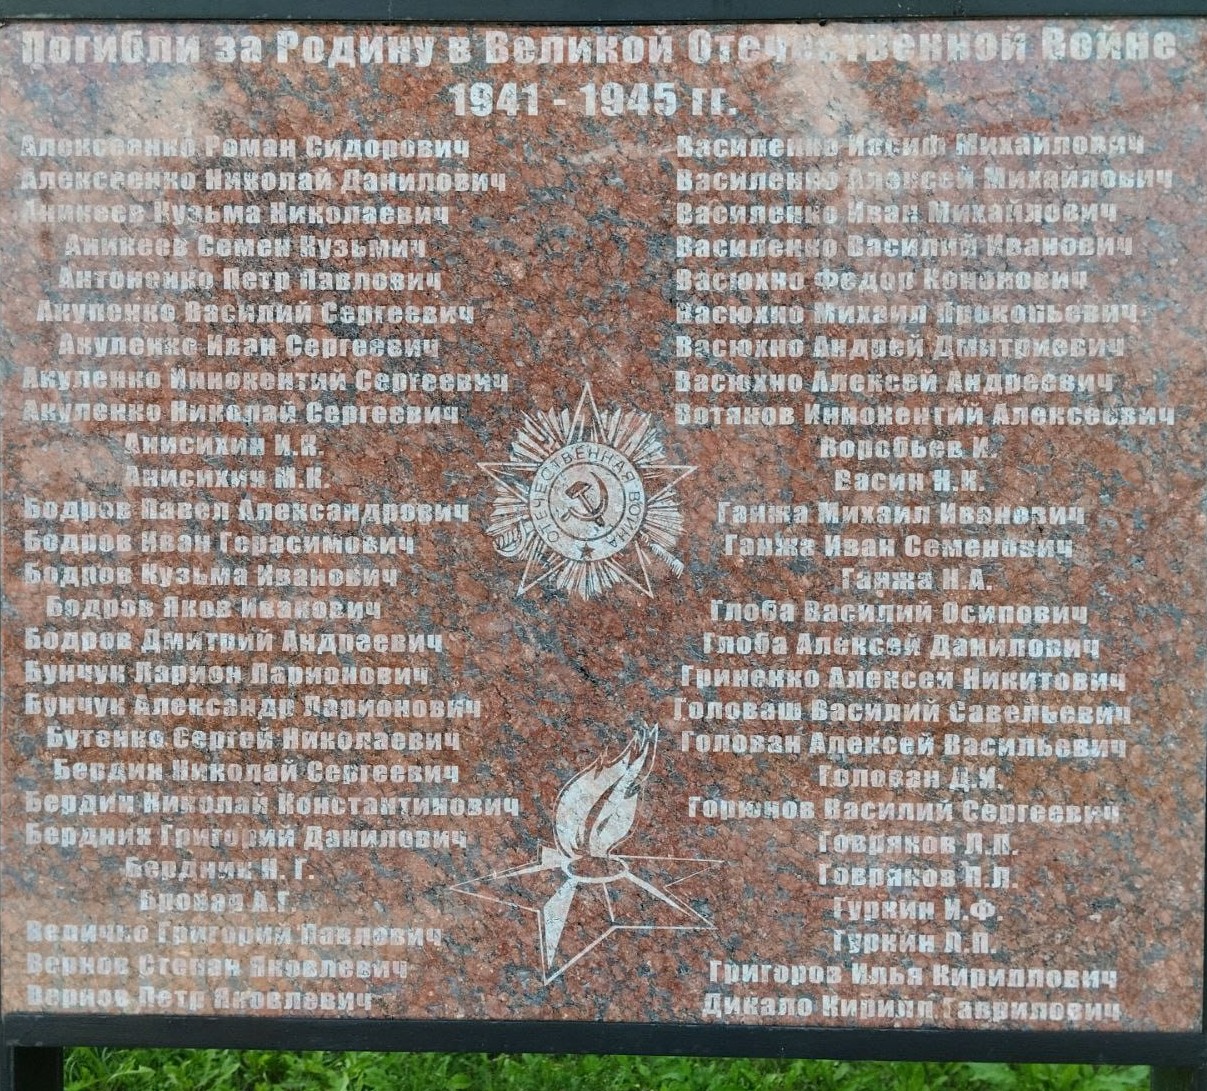 Погибли за Родину в Великой Отечественной Войне
1941 - 1945 гг.
Алексеенко Роман Сидорович
Алексеенко Николай Данилович
Аникеев Кузьма Николаевич
Аникеев Семен Кузьмич
Антоненко Петр Павлович
Акуленко Василий Сергеевич
Акуленко Иван Сергеевич
Акуленко Иннокентий Сергеевич
Акуленко Николай Сергеевич
Анисихин И.К.
Анисихин М.К.
Бодров Павел Александрович
Бодров Иван Герасимович
Бодров Кузьма Иванович
Бодров Яков Иванович
Бодров Дмитрий Андреевич
Бунчук Ларион Ларионович
Бунчук Александр Ларионович
Бутенко Сергей Николаевич
Бердик Николай Сергеевич
Бердич Николай Константинович
Бердник Григорий Данилович
Бердник Н. Г.
А.Г.
Величко Григорий Павлович
Верков Степан Яковлевич
Петр Яковлевич
ОТЕЧЕСТВЕННАЯ ВОЙНА
Василенко Иосиф Михайлович
Василенко Алексей Михайлович
Василенко Иван Михайлович
Василенко Василий Иванович
Васюхно Федор Кононович
Васюхно Михаил Прокопьевич
Васюхно Андрей Дмитриевич
Васюхно Алексей Андреевич
Вотяков Иннокентий Алексеевич
Воробьев И.
Васин Н.К.
Ганжа Михаил Иванович
Ганжа Иван Семенович
Ганжа Н.А.
Глоба Василий Осипович
Глоба Алексей Данилович
Гриненко Алексей Никитович
Головаш Василий Савельевич
Голован Алексей Васильевич
Голован Д.И.
Горюнов Василий Сергеевич
Говряков Л.П.
Говряков П.Л.
Гуркин И.Ф.
Гуркин Л.П.
Григоров Илья Кириллович
Дикало Кирилл Гаврилович